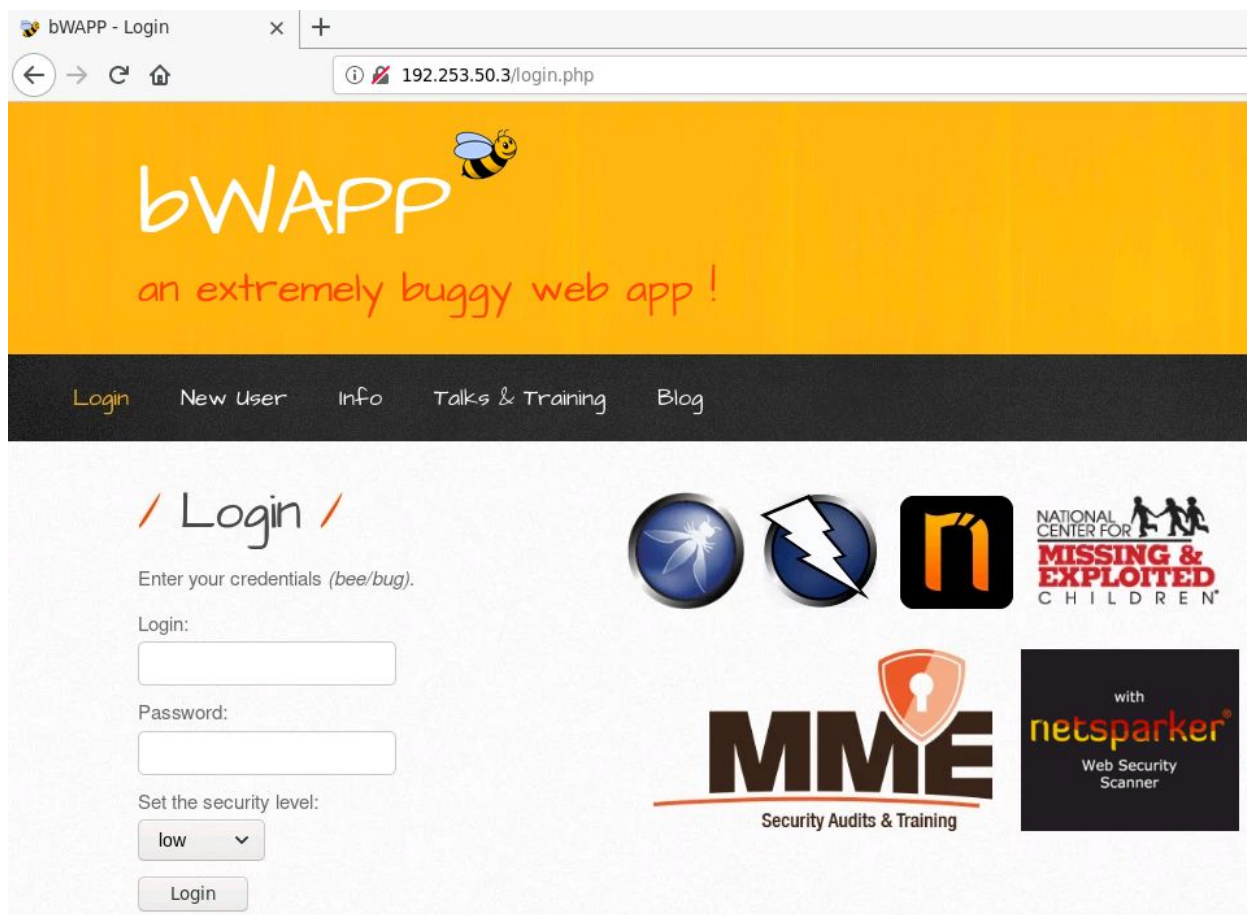 bWAPP - Login
192.253.50.3/login.php
bWAPP
an extremely buggy web app !
Login New User Info Talks & Training Blog
/ Login /
Enter your credentials (bee/bug).
Login:
Password:
Set the security level:
low
Login
NATIONAL
CENTER FOR
MISSING &
EXPLOITED
CHILDREN®
MME
Security Audits & Training
with
netsparker®
Web Security
Scanner